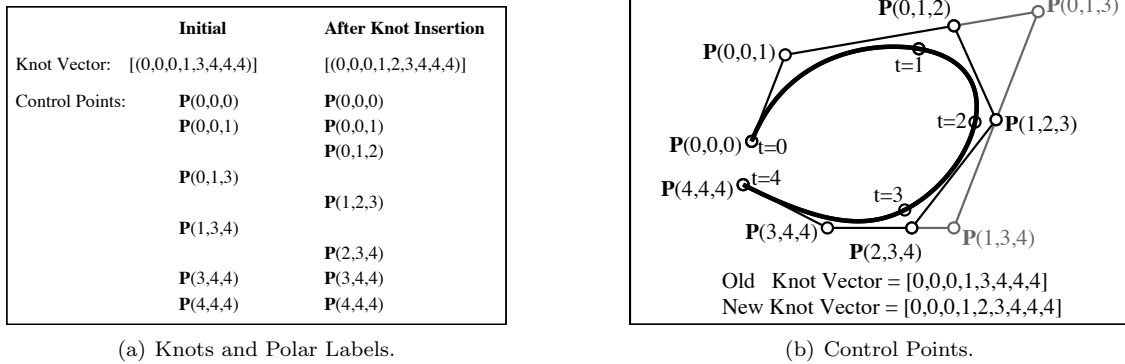 Initial After Knot Insertion
Knot Vector: [(0,0,0,1,3,4,4,4)] [(0,0,0,1,2,3,4,4,4)]
Control Points: P(0,0,0) P(0,0,0)
P(0,0,1) P(0,0,1)
P(0,1,2)
P(0,1,3)
P(1,2,3)
P(1,3,4)
P(2,3,4)
P(3,4,4) P(3,4,4)
P(4,4,4) P(4,4,4)
(a) Knots and Polar Labels.
P(0,1,2)
P(0,1,3)
P(0,0,1)
t=1
t=2
P(1,2,3)
P(0,0,0)
t=0
t=4
P(4,4,4)
t=3
P(3,4,4)
P(2,3,4)
P(1,3,4)
Old Knot Vector = [0,0,0,1,3,4,4,4]
New Knot Vector = [0,0,0,1,2,3,4,4,4]
(b) Control Points.